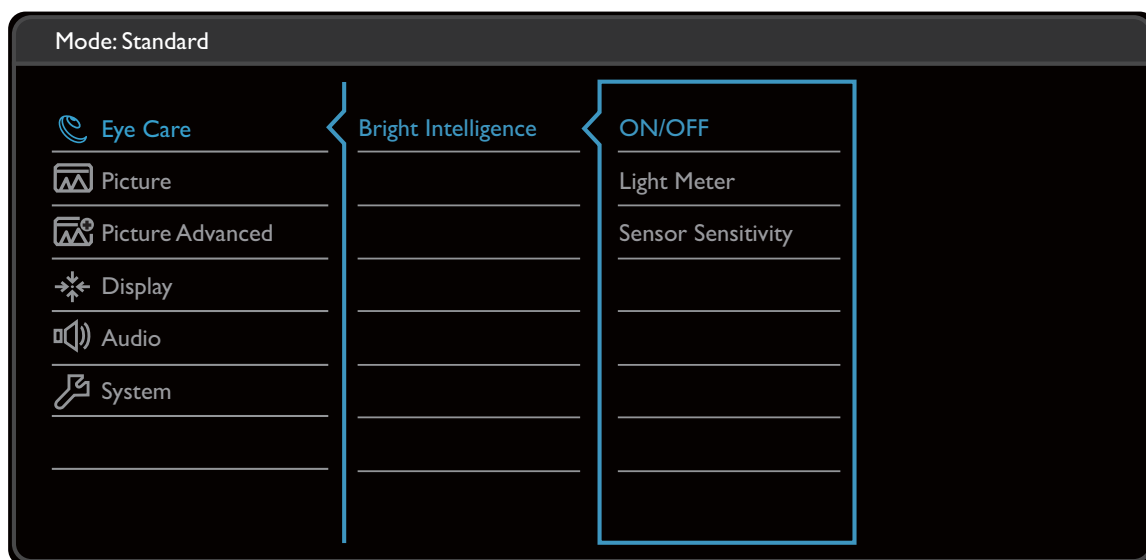 Mode: Standard
Eye Care
Bright Intelligence
ON/OFF
Picture
Light Meter
Picture Advanced
Sensor Sensitivity
Display
Audio
System